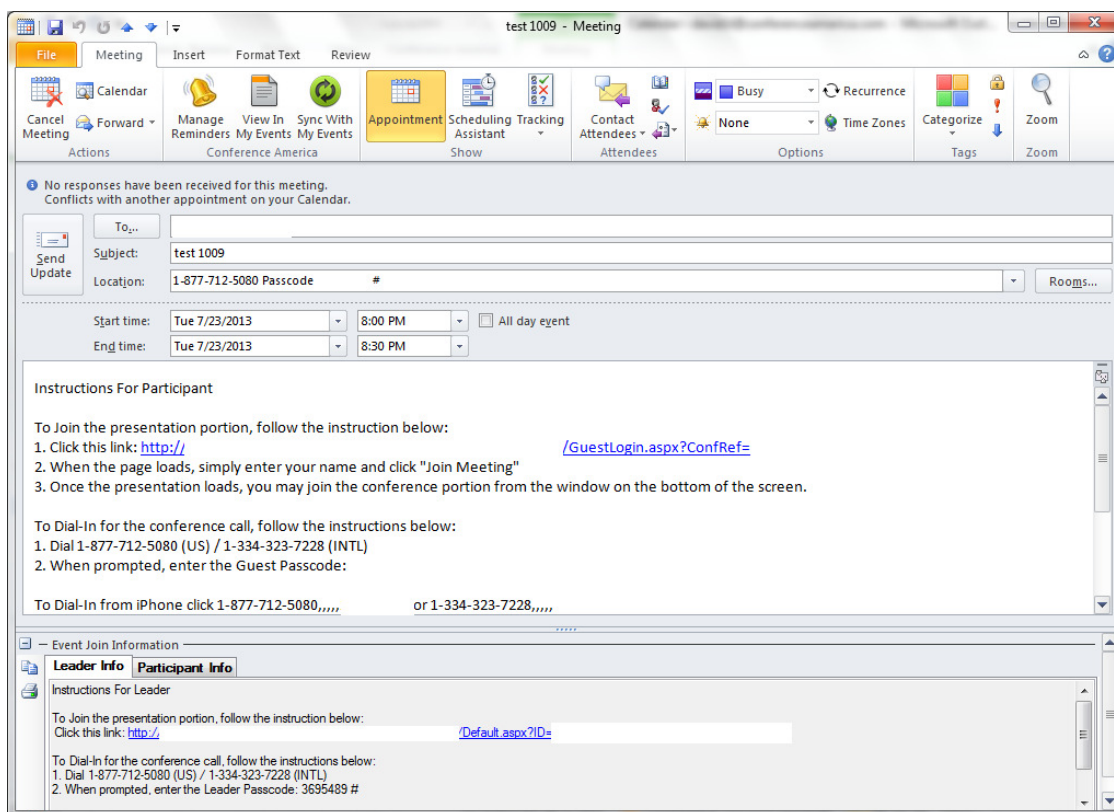 test 1009 - Meeting
File Meeting Insert Format Text Review
Cancel Meeting
Calendar
Forward
Actions
Manage Reminders
View In My Events
Sync With My Events
Conference America
Appointment
Scheduling Assistant
Tracking
Show
Contact Attendees
Attendees
Busy
None
Recurrence
Time Zones
Options
Categorize
Tags
Zoom
Zoom
No responses have been received for this meeting.
Conflicts with another appointment on your Calendar.
Send Update
To...
Subject: test 1009
Location: 1-877-712-5080 Passcode #
Rooms...
Start time: Tue 7/23/2013 8:00 PM All day event
End time: Tue 7/23/2013 8:30 PM
Instructions For Participant
To Join the presentation portion, follow the instruction below:
1. Click this link: http:// /GuestLogin.aspx?ConfRef=
2. When the page loads, simply enter your name and click "Join Meeting"
3. Once the presentation loads, you may join the conference portion from the window on the bottom of the screen.
To Dial-In for the conference call, follow the instructions below:
1. Dial 1-877-712-5080 (US) / 1-334-323-7228 (INTL)
2. When prompted, enter the Guest Passcode:
To Dial-In from iPhone click 1-877-712-5080,,,,, or 1-334-323-7228,,,,,
Event Join Information
Leader Info Participant Info
Instructions For Leader
To Join the presentation portion, follow the instruction below:
Click this link: http:/ /Default.aspx?ID=
To Dial-In for the conference call, follow the instructions below:
1. Dial 1-877-712-5080 (US) / 1-334-323-7228 (INTL)
2. When prompted, enter the Leader Passcode: 3695489 #